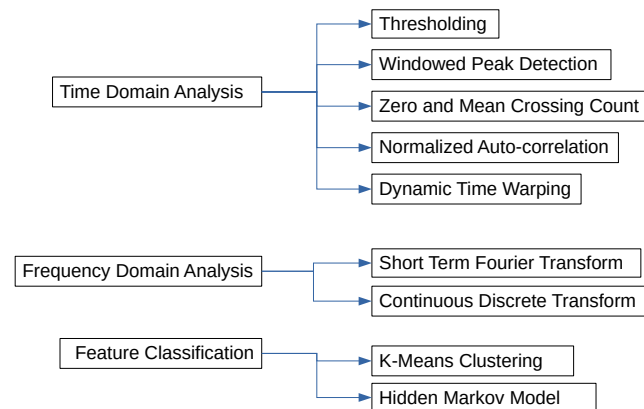 Thresholding
Windowed Peak Detection
Time Domain Analysis
Zero and Mean Crossing Count
Normalized Auto-correlation
Dynamic Time Warping
Frequency Domain Analysis
Short Term Fourier Transform
Continuous Discrete Transform
Feature Classification
K-Means Clustering
Hidden Markov Model